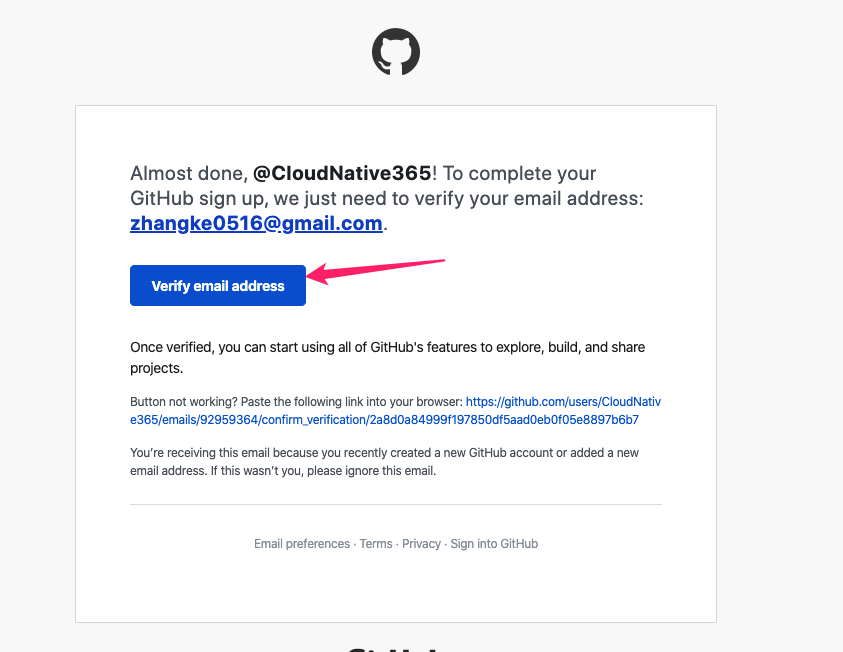 Almost done, @CloudNative365! To complete your
GitHub sign up, we just need to verify your email address:
zhangke0516@gmail.com.
Verify email address
Once verified, you can start using all of GitHub's features to explore, build, and share
projects.
Button not working? Paste the following link into your browser: https://github.com/users/CloudNativ
e365/emails/92959364/confirm_verification/2a8d0a84999f197850df5aad0eb0f05e8897b6b7
You’re receiving this email because you recently created a new GitHub account or added a new
email address. If this wasn’t you, please ignore this email.
Email preferences · Terms · Privacy · Sign into GitHub